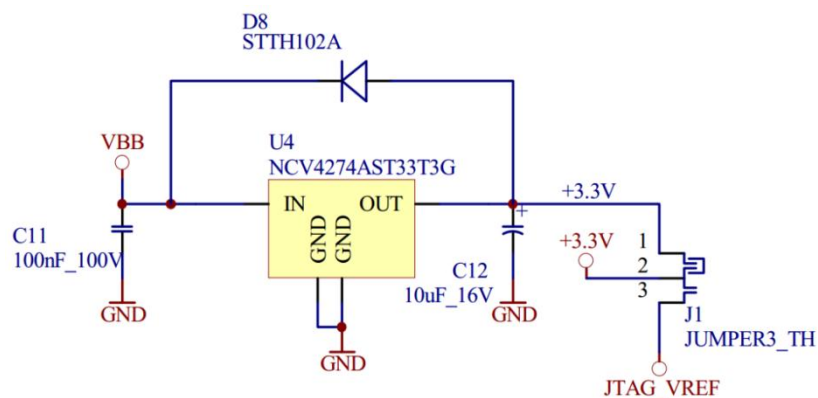 D8
STTH102A
VBB
U4
NCV4274AST33T3G
IN
OUT
GND
GND
+
+3.3V
C11
100nF_100V
GND
C12
10uF_16V
GND
GND
+3.3V
1
2
3
J1
JUMPER3_TH
JTAG_VREF